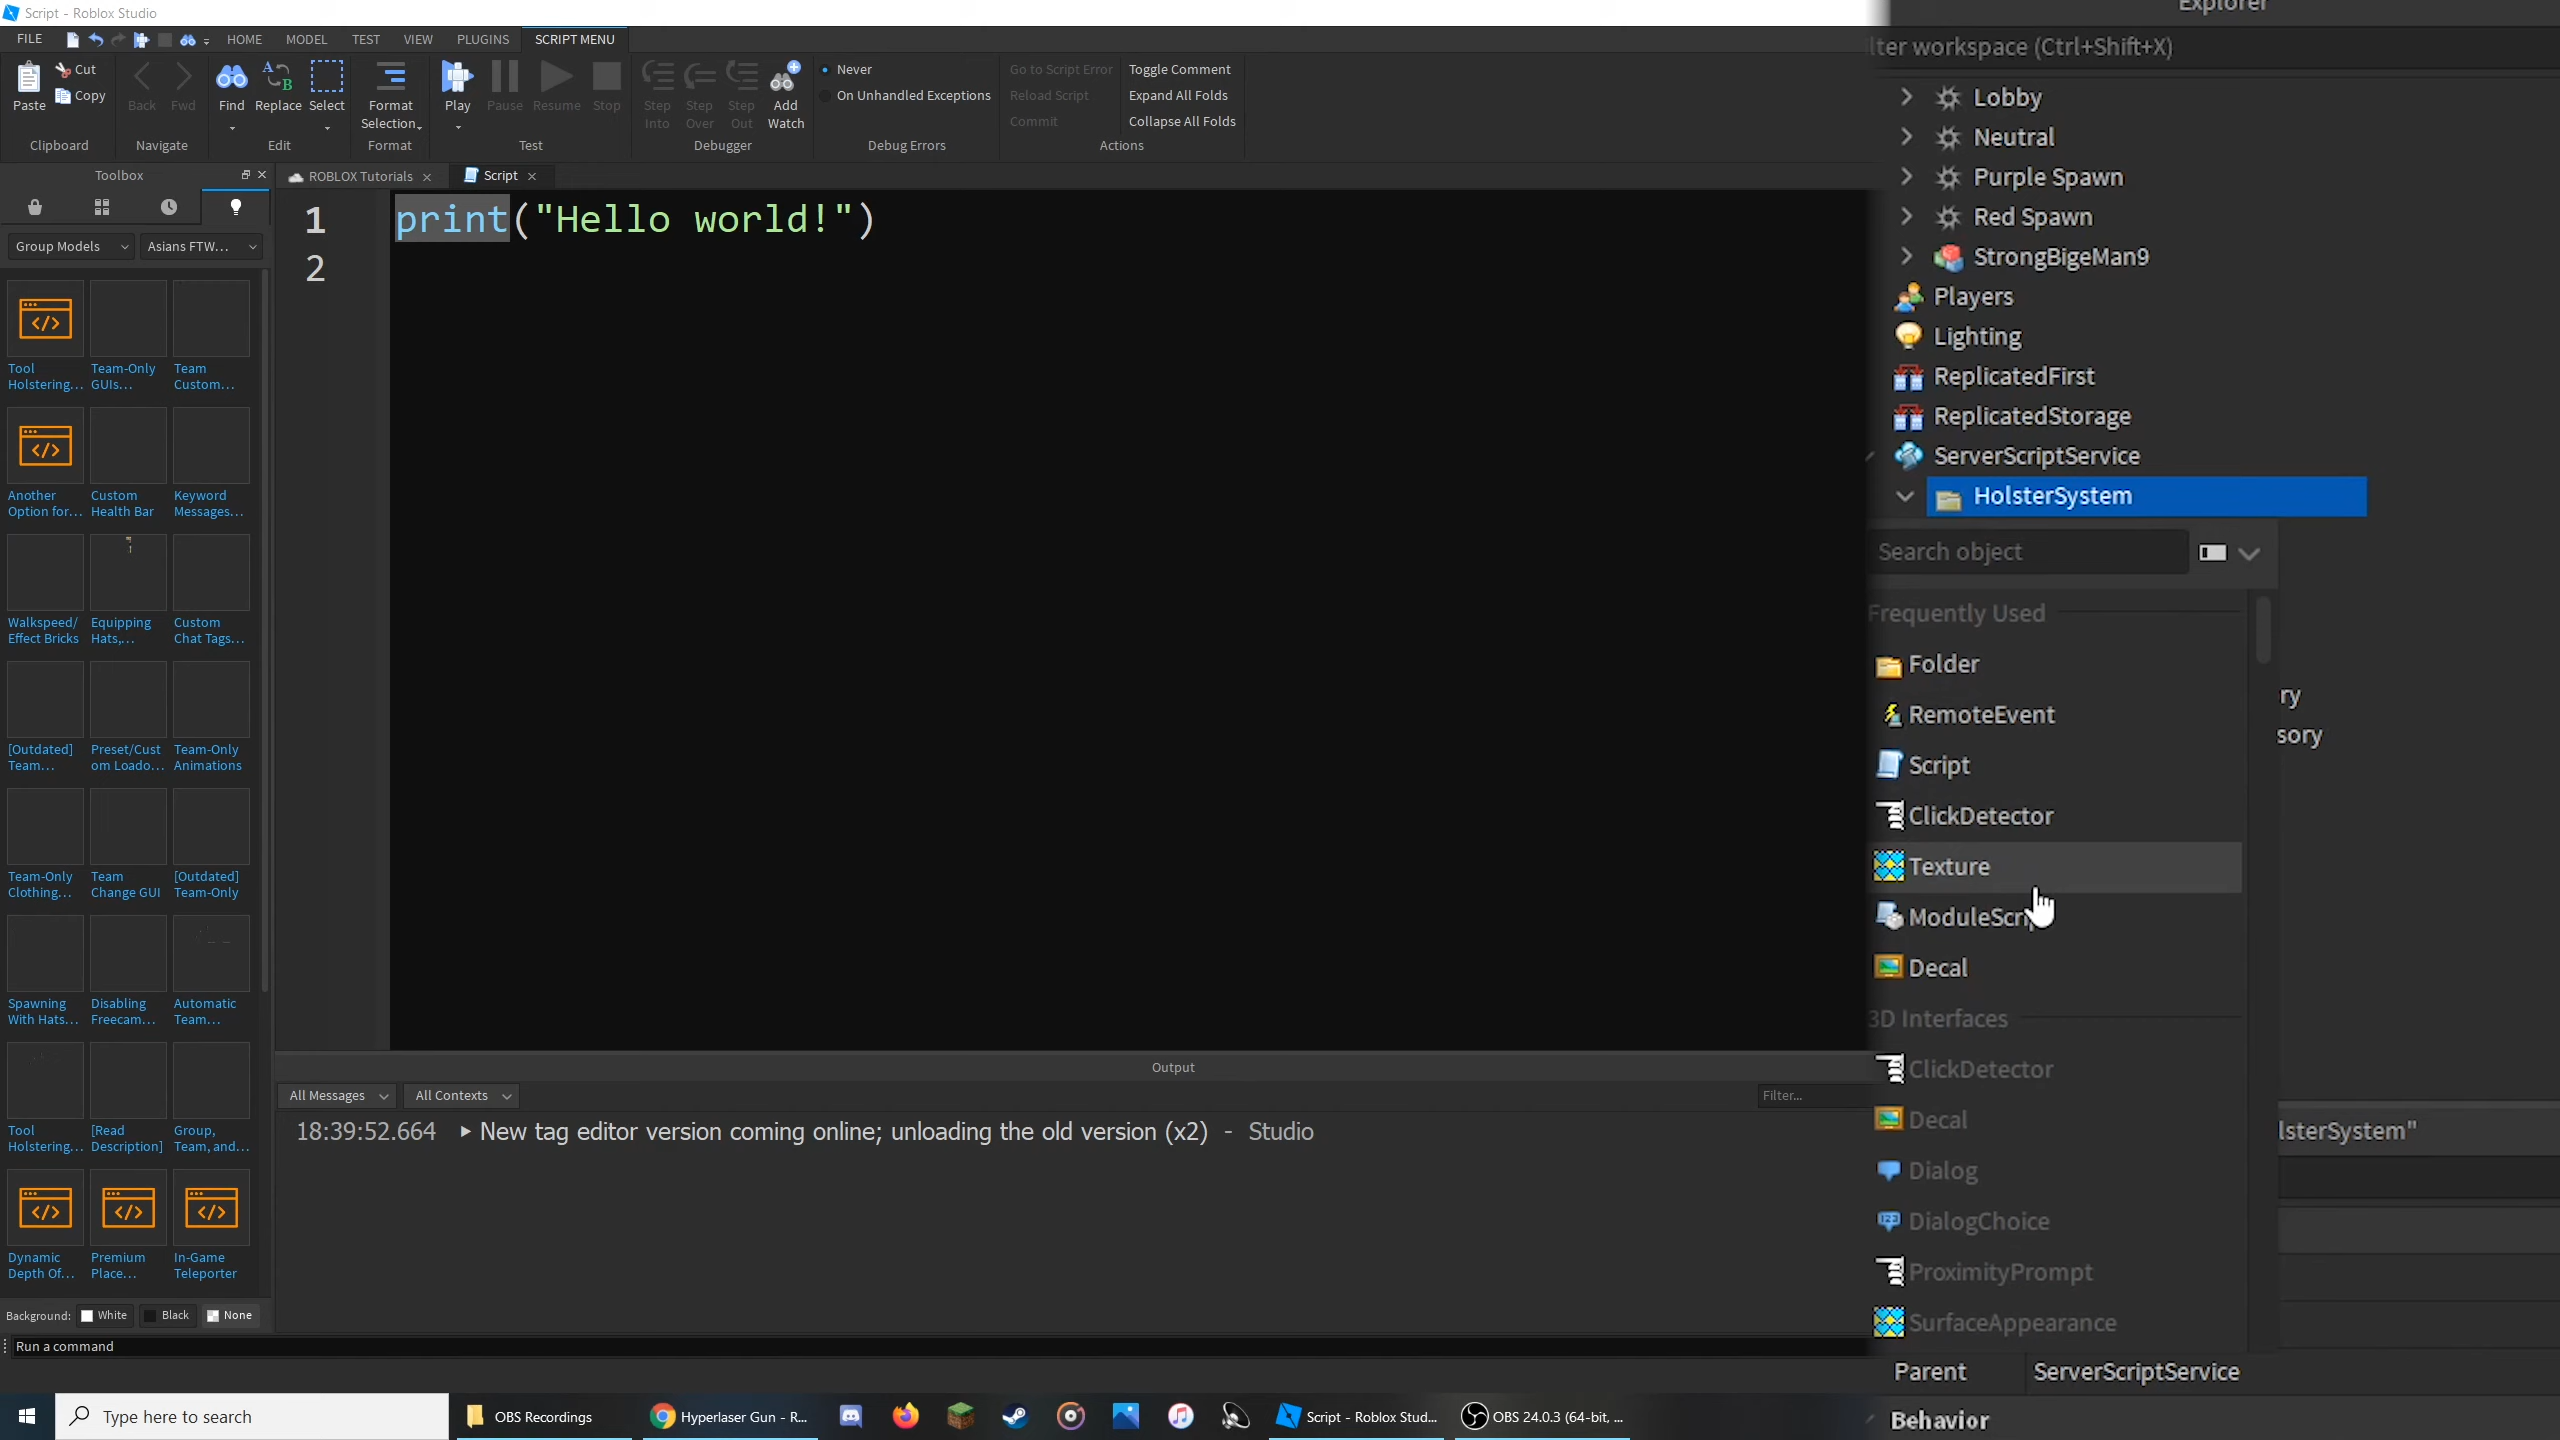 Script - Roblox Studio
FILE HOME MODEL TEST VIEW PLUGINS SCRIPT MENU
Paste Cut Copy
Clipboard
Back Fwd
Navigate
Find Replace Select
Edit
Format Selection
Format
Play Pause Resume Stop
Test
Step Into Step Over Step Out Add Watch
Debugger
Never
On Unhandled Exceptions
Debug Errors
Go to Script Error
Reload Script
Commit
Toggle Comment
Expand All Folds
Collapse All Folds
Actions
Toolbox
Group Models Asians FTW...
Tool Holstering...
Team-Only GUIs...
Team Custom...
Another Option for...
Custom Health Bar
Keyword Messages...
Walkspeed/ Effect Bricks
Equipping Hats,...
Custom Chat Tags...
[Outdated] Team...
Preset/Cust om Loado...
Team-Only Animations
Team-Only Clothing...
Team Change GUI
[Outdated] Team-Only
Spawning With Hats...
Disabling Freecam...
Automatic Team...
Tool Holstering...
[Read Description]
Group, Team, and...
Dynamic Depth Of...
Premium Place...
In-Game Teleporter
Background: White Black None
Run a command
ROBLOX Tutorials Script
1 print("Hello world!")
2
Output
All Messages All Contexts Filter...
18:39:52.664 New tag editor version coming online; unloading the old version (x2) - Studio
Explorer
lter workspace (Ctrl+Shift+X)
Lobby
Neutral
Purple Spawn
Red Spawn
StrongBigeMan9
Players
Lighting
ReplicatedFirst
ReplicatedStorage
ServerScriptService
HolsterSystem
Search object
Frequently Used
Folder
RemoteEvent
ry
Script
sory
ClickDetector
Texture
ModuleScrip
Decal
3D Interfaces
ClickDetector
Decal
lsterSystem"
Dialog
DialogChoice
ProximityPrompt
SurfaceAppearance
Parent ServerScriptService
Behavior
Type here to search
OBS Recordings
Hyperlaser Gun - R...
Script - Roblox Stud...
OBS 24.0.3 (64-bit, ...